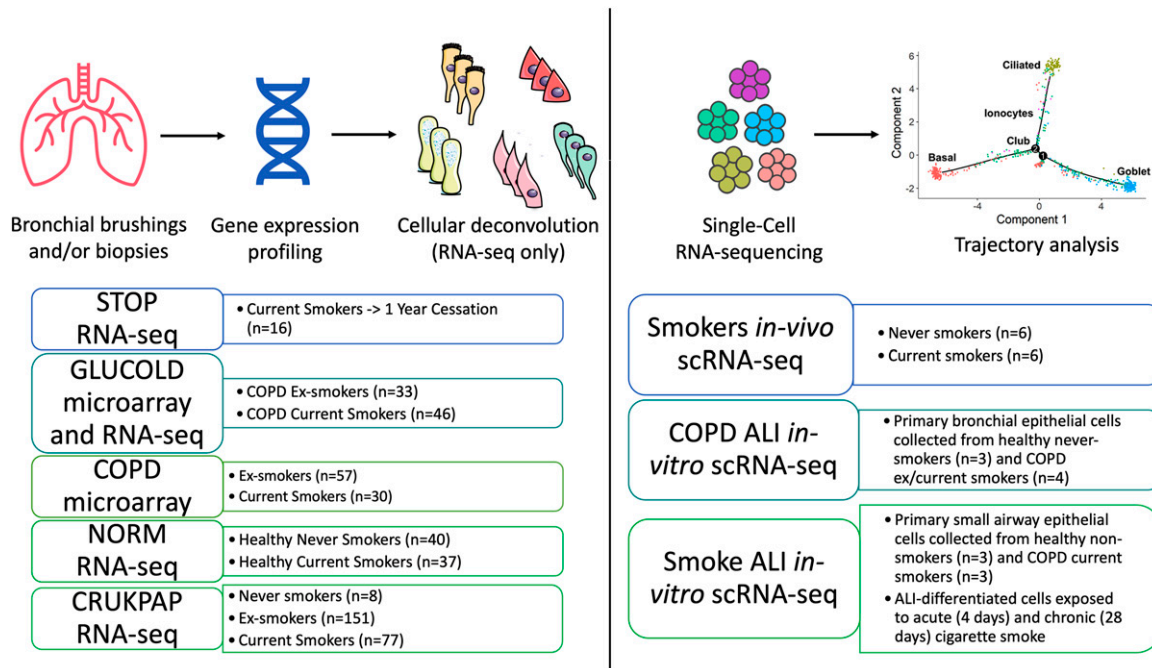 Bronchial brushings
and/or biopsies
Gene expression
profiling
Cellular deconvolution
(RNA-seq only)
STOP
RNA-seq
• Current Smokers -> 1 Year Cessation
(n=16)
GLUCOLD
microarray
and RNA-seq
• COPD Ex-smokers (n=33)
• COPD Current Smokers (n=46)
COPD
microarray
• Ex-smokers (n=57)
• Current Smokers (n=30)
NORM
RNA-seq
• Healthy Never Smokers (n=40)
• Healthy Current Smokers (n=37)
CRUKPAP
RNA-seq
• Never smokers (n=8)
• Ex-smokers (n=151)
• Current Smokers (n=77)
Single-Cell
RNA-sequencing
Component 2
6
4
2
0
-2
Ciliated
Ionocytes
Club
2
1
Basal
Goblet
-4
0
4
Component 1
Trajectory analysis
Smokers in-vivo
scRNA-seq
• Never smokers (n=6)
• Current smokers (n=6)
COPD ALI in-
vitro scRNA-seq
• Primary bronchial epithelial cells
collected from healthy never-
smokers (n=3) and COPD
ex/current smokers (n=4)
Smoke ALI in-
vitro scRNA-seq
• Primary small airway epithelial
cells collected from healthy non-
smokers (n=3) and COPD current
smokers (n=3)
• ALI-differentiated cells exposed
to acute (4 days) and chronic (28
days) cigarette smoke